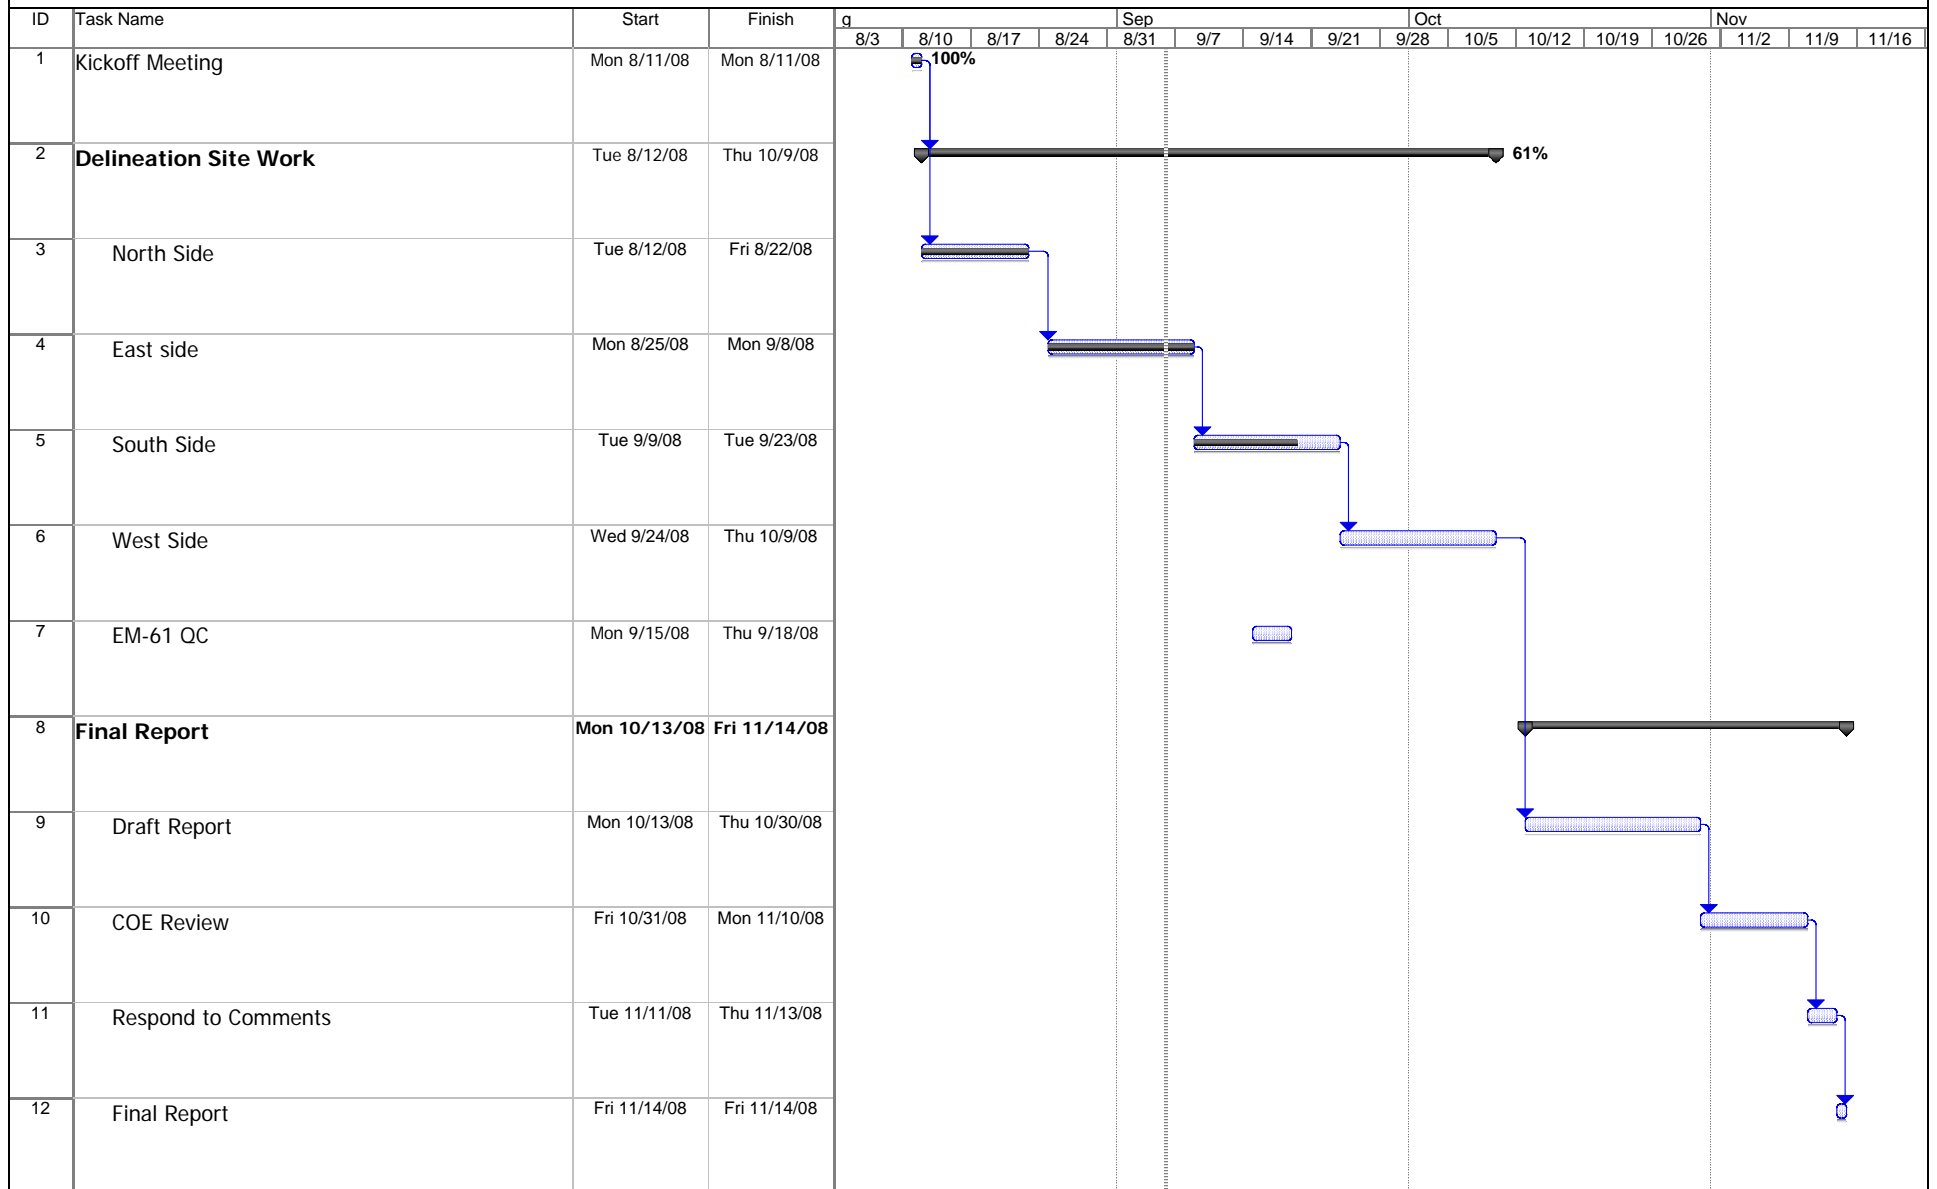 ID Task Name Start Finish g Sep Oct Nov
8/3 8/10 8/17 8/24 8/31 9/7 9/14 9/21 9/28 10/5 10/12 10/19 10/26 11/2 11/9 11/16
1 Kickoff Meeting Mon 8/11/08 Mon 8/11/08 100%
2 Delineation Site Work Tue 8/12/08 Thu 10/9/08 61%
3 North Side Tue 8/12/08 Fri 8/22/08
4 East side Mon 8/25/08 Mon 9/8/08
5 South Side Tue 9/9/08 Tue 9/23/08
6 West Side Wed 9/24/08 Thu 10/9/08
7 EM-61 QC Mon 9/15/08 Thu 9/18/08
8 Final Report Mon 10/13/08 Fri 11/14/08
9 Draft Report Mon 10/13/08 Thu 10/30/08
10 COE Review Fri 10/31/08 Mon 11/10/08
11 Respond to Comments Tue 11/11/08 Thu 11/13/08
12 Final Report Fri 11/14/08 Fri 11/14/08